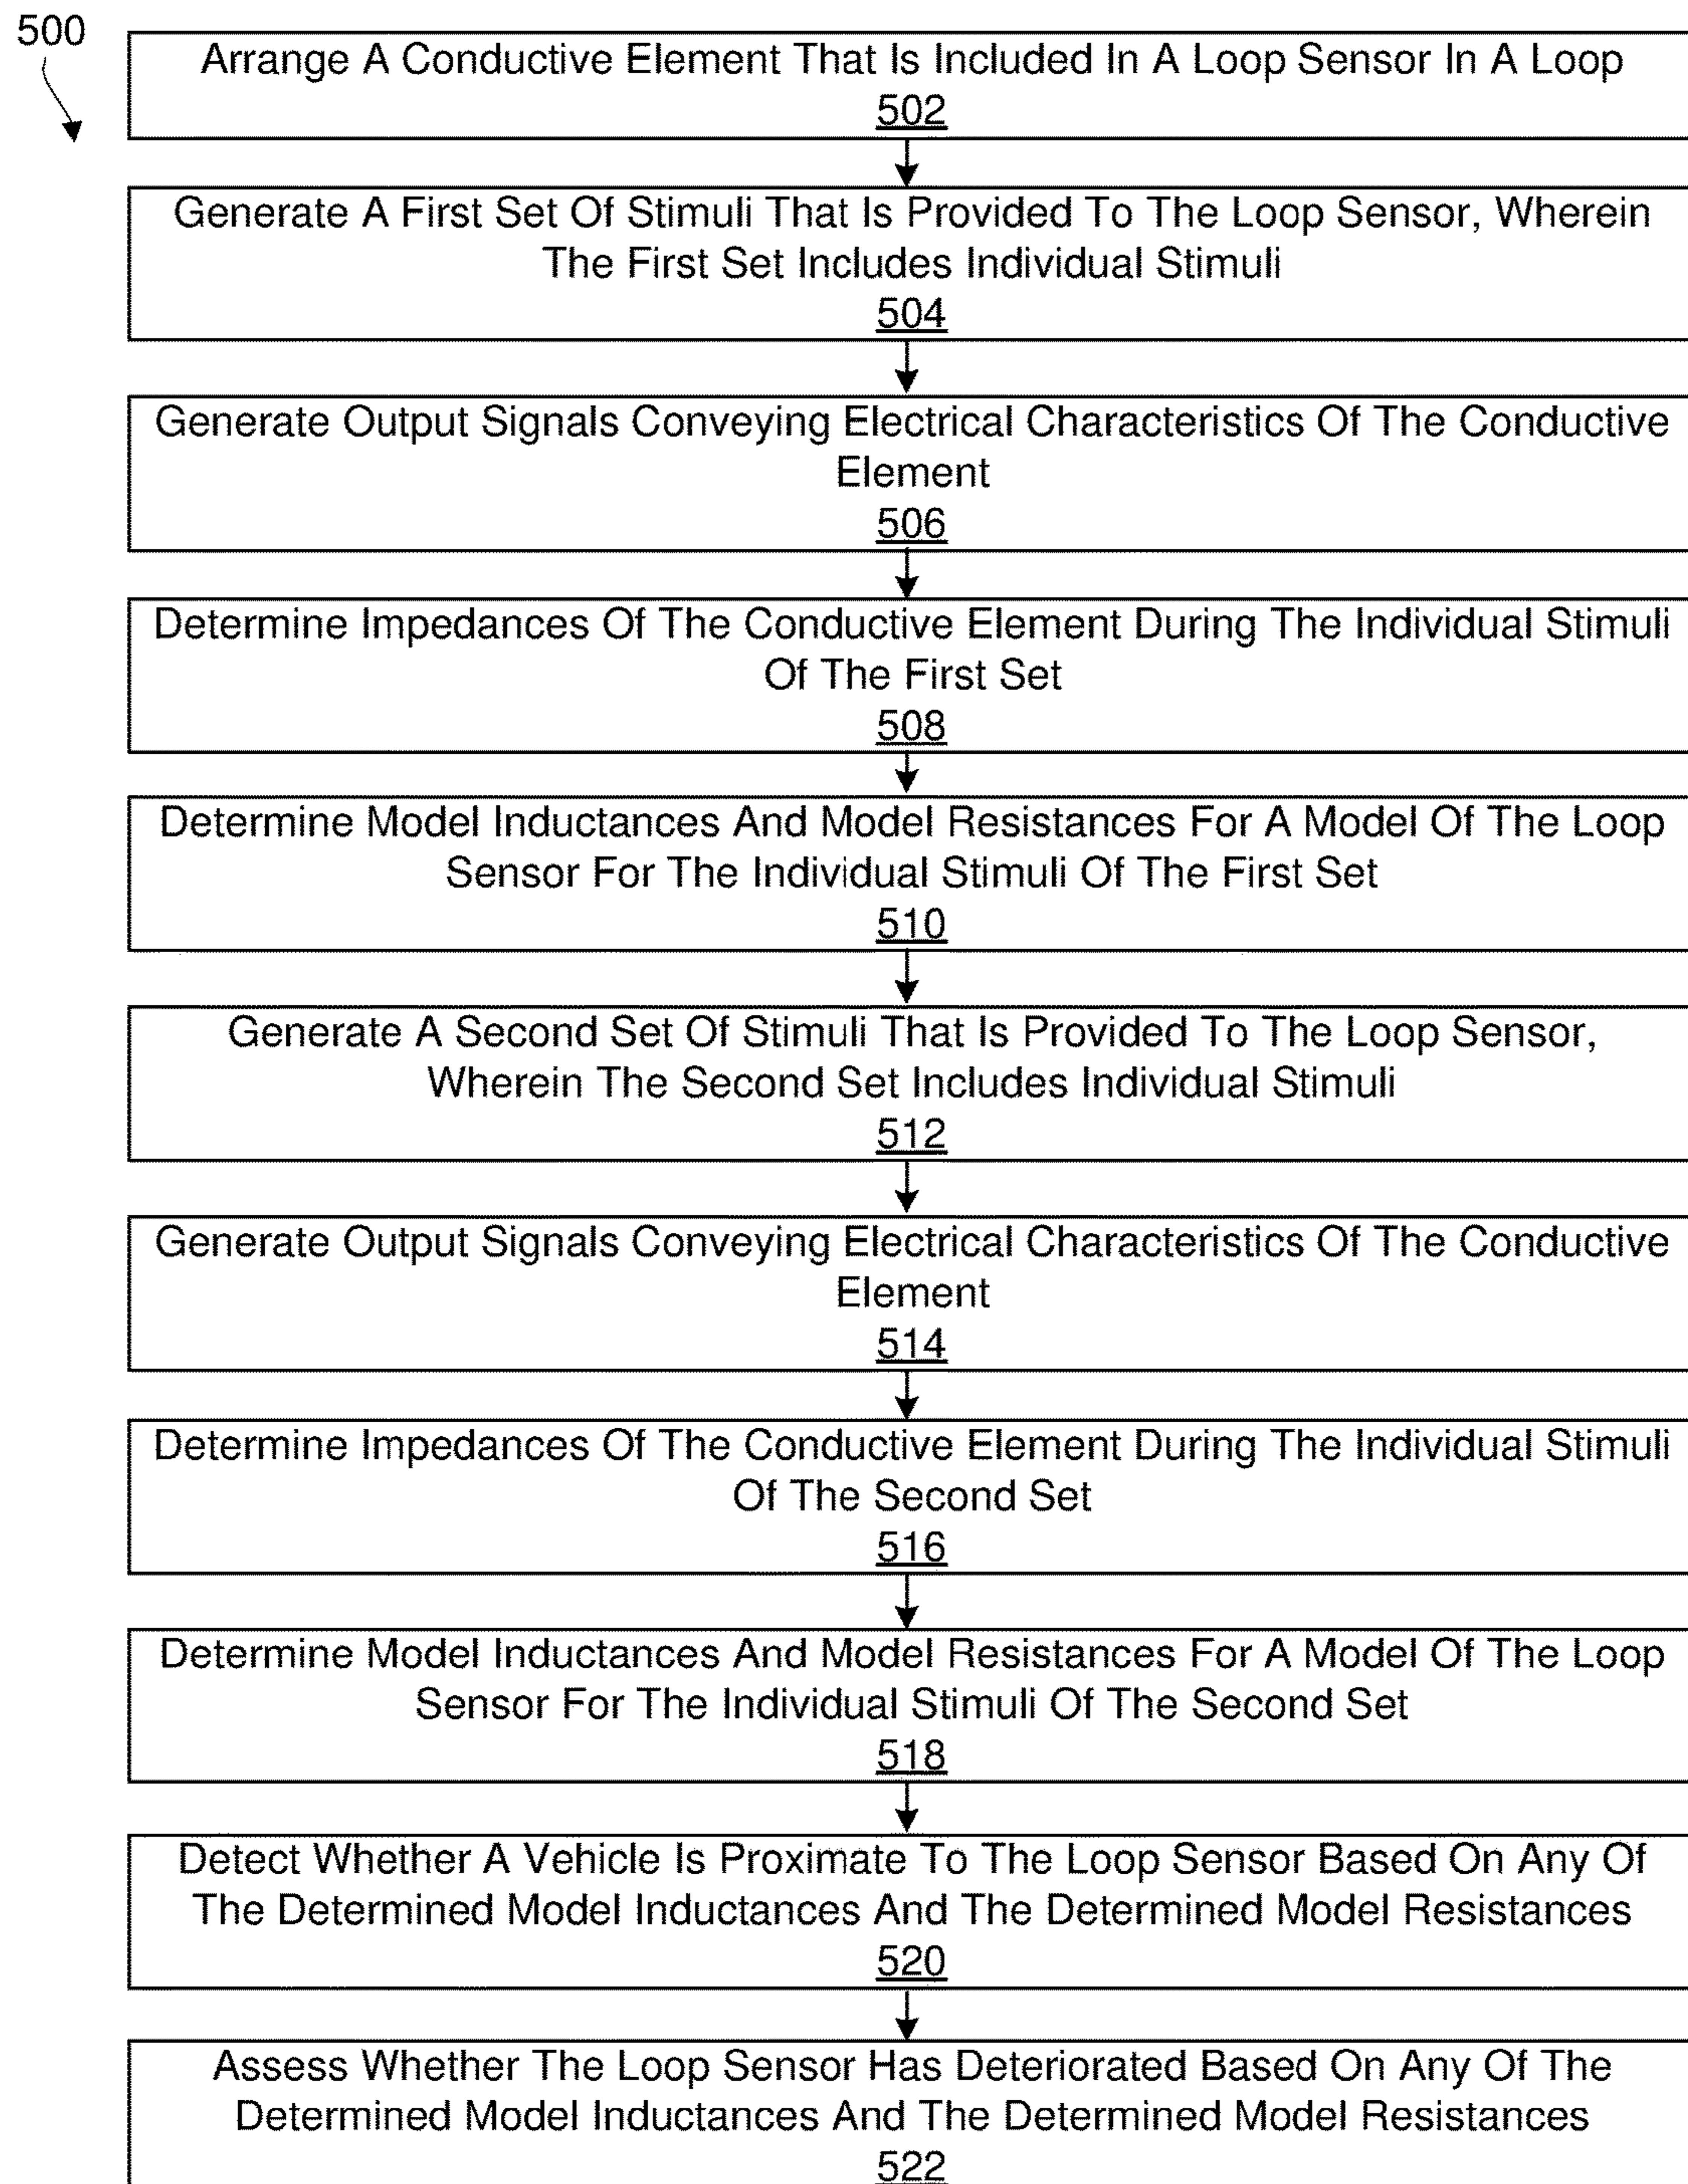 500
Arrange A Conductive Element That Is Included In A Loop Sensor In A Loop
502
Generate A First Set Of Stimuli That Is Provided To The Loop Sensor, Wherein
The First Set Includes Individual Stimuli
504
Generate Output Signals Conveying Electrical Characteristics Of The Conductive
Element
506
Determine Impedances Of The Conductive Element During The Individual Stimuli
Of The First Set
508
Determine Model Inductances And Model Resistances For A Model Of The Loop
Sensor For The Individual Stimuli Of The First Set
510
Generate A Second Set Of Stimuli That Is Provided To The Loop Sensor,
Wherein The Second Set Includes Individual Stimuli
512
Generate Output Signals Conveying Electrical Characteristics Of The Conductive
Element
514
Determine Impedances Of The Conductive Element During The Individual Stimuli
Of The Second Set
516
Determine Model Inductances And Model Resistances For A Model Of The Loop
Sensor For The Individual Stimuli Of The Second Set
518
Detect Whether A Vehicle Is Proximate To The Loop Sensor Based On Any Of
The Determined Model Inductances And The Determined Model Resistances
520
Assess Whether The Loop Sensor Has Deteriorated Based On Any Of The
Determined Model Inductances And The Determined Model Resistances
522